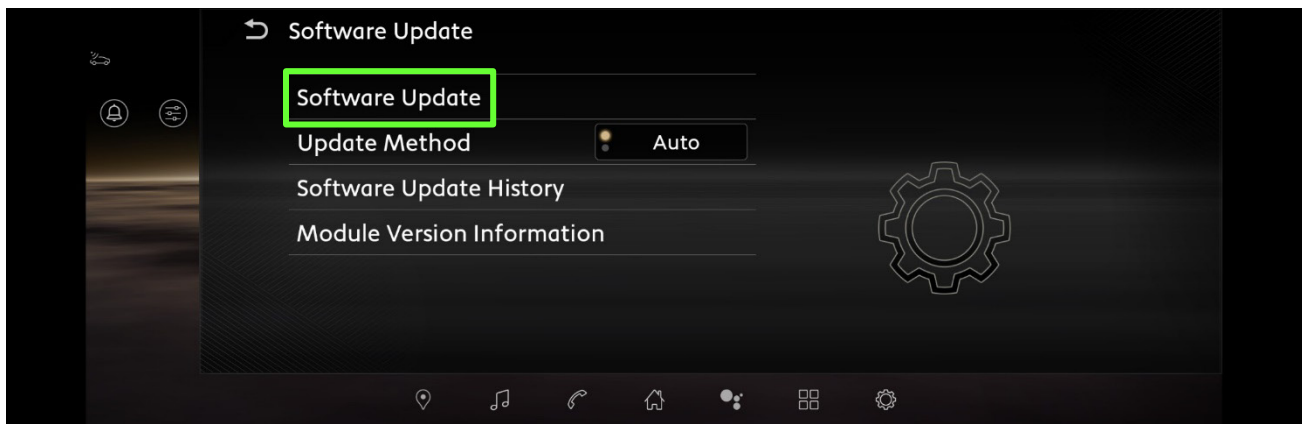 Software Update
Software Update
Update Method Auto
Software Update History
Module Version Information